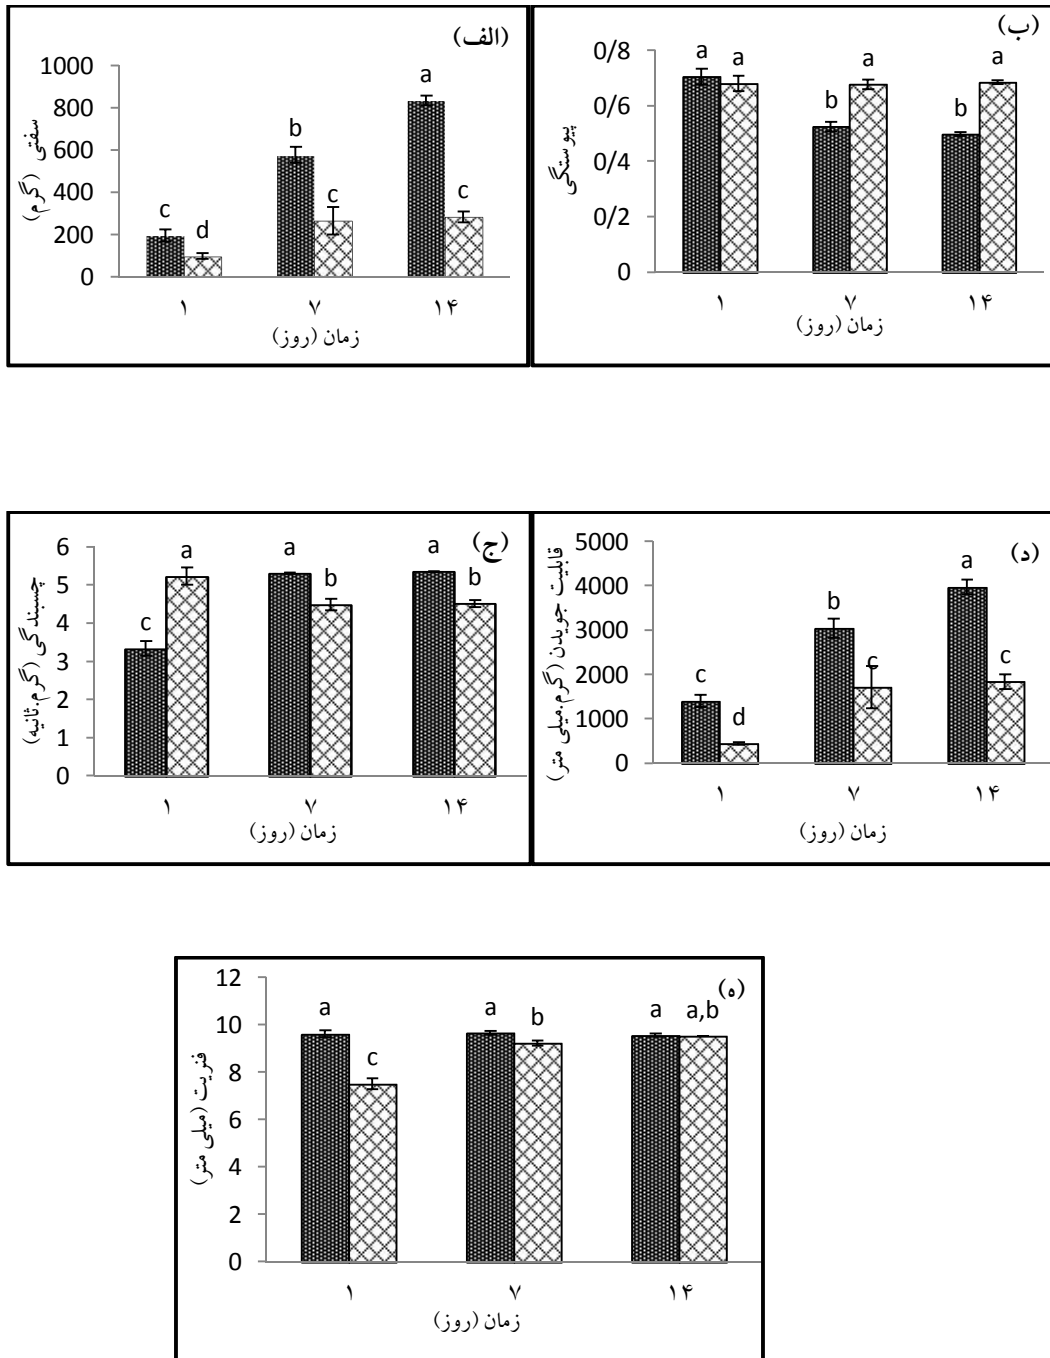 (الف)
سفتی (گرم)
1000
800
600
400
200
0
c d b c a c
۱ ۷ ۱۴
زمان (روز)
(ب)
پیوستگی
0/8
0/6
0/4
0/2
0
a a b a b a
۱ ۷ ۱۴
زمان (روز)
(ج)
چسبندگی (گرم.ثانیه)
6
5
4
3
2
1
0
c a a b a b
۱ ۷ ۱۴
زمان (روز)
(د)
قابلیت جویدن (گرم.میلی متر)
5000
4000
3000
2000
1000
0
c d b c a c
۱ ۷ ۱۴
زمان (روز)
(ه)
فنریت (میلی متر)
12
10
8
6
4
2
0
a c a b a a,b
۱ ۷ ۱۴
زمان (روز)